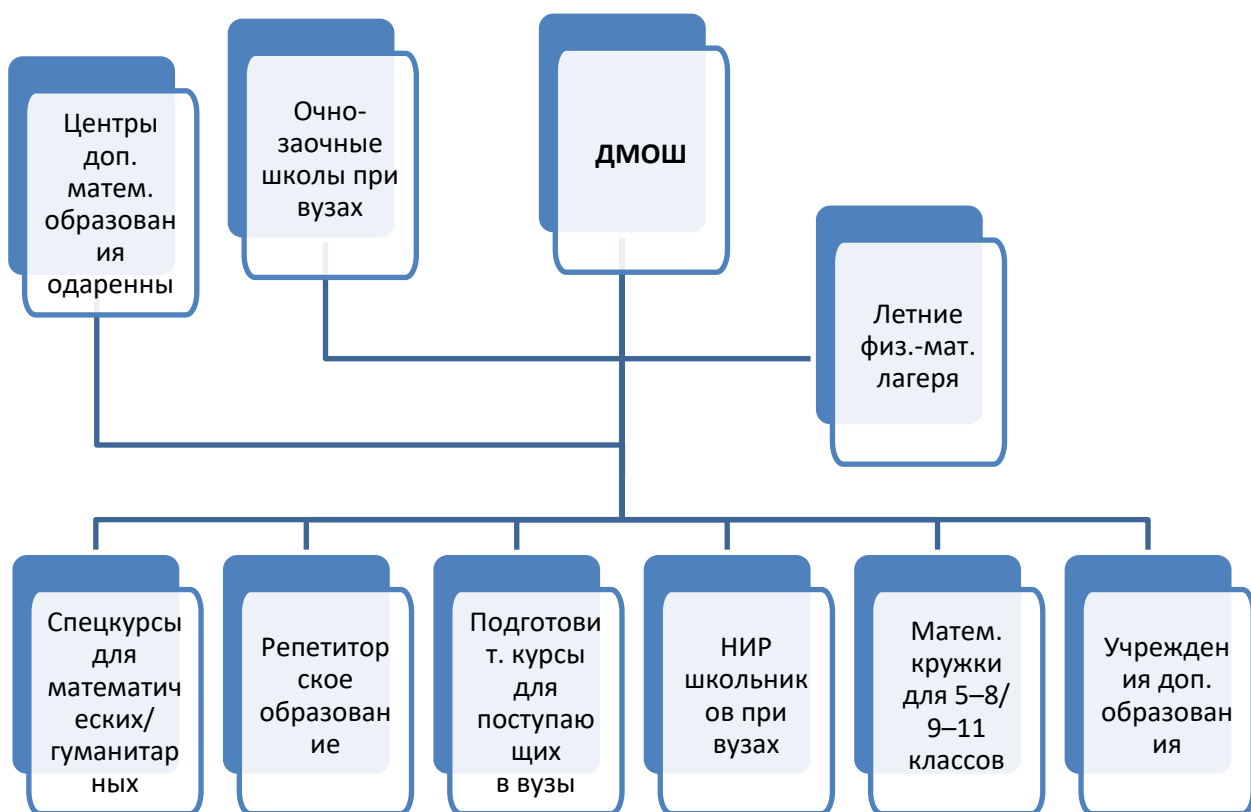 Центры
доп.
матем.
образован
ия
одаренны
Очно-
заочные
школы при
вузах
ДМОШ
Летние
физ.-мат.
лагеря
Спецкурсы
для
математич
еских/
гуманитар
ных
Репетитор
ское
образован
ие
Подготови
т. курсы
для
поступаю
щих
в вузы
НИР
школьник
ов при
вузах
Матем.
кружки
для 5–8/
9–11
классов
Учрежден
ия доп.
образован
ия